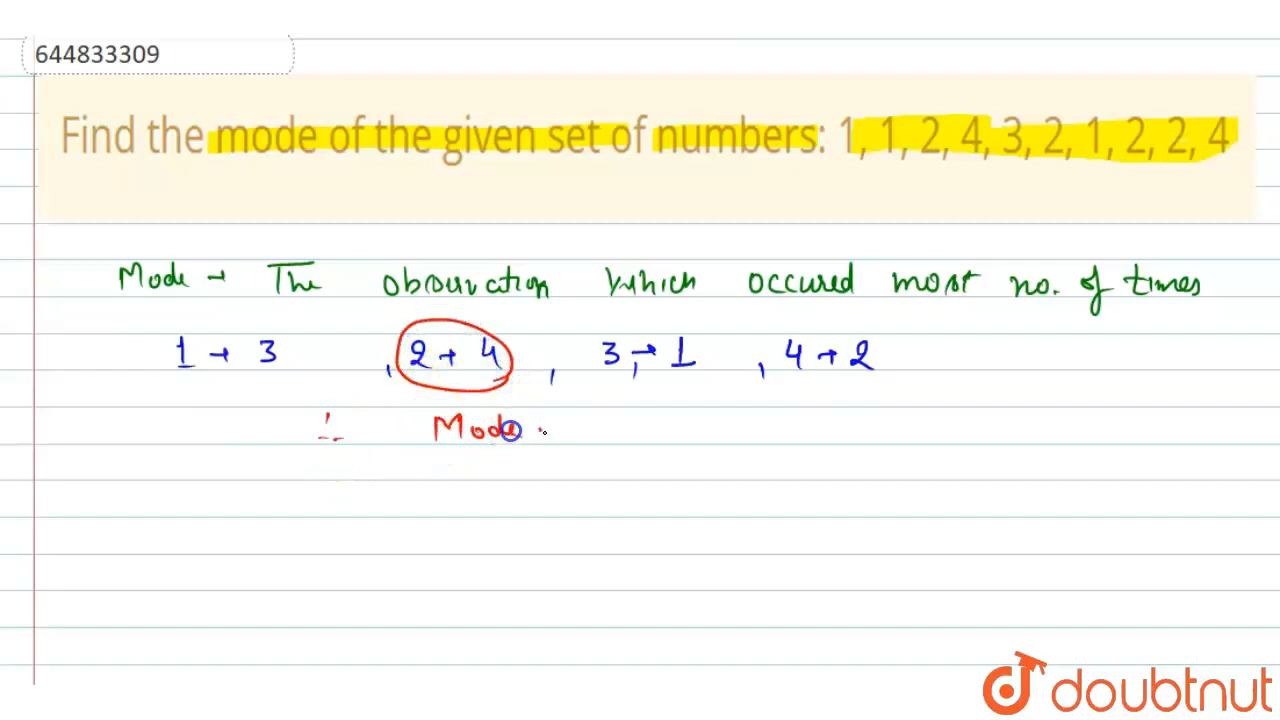 644833309
Find the mode of the given set of numbers: 1, 1, 2, 4, 3, 2, 1, 2, 2, 4
Mode → The observation which occured most no. of times
1 → 3 , 2 → 4 , 3 → 1 , 4 → 2
∴ Mode
doubtnut